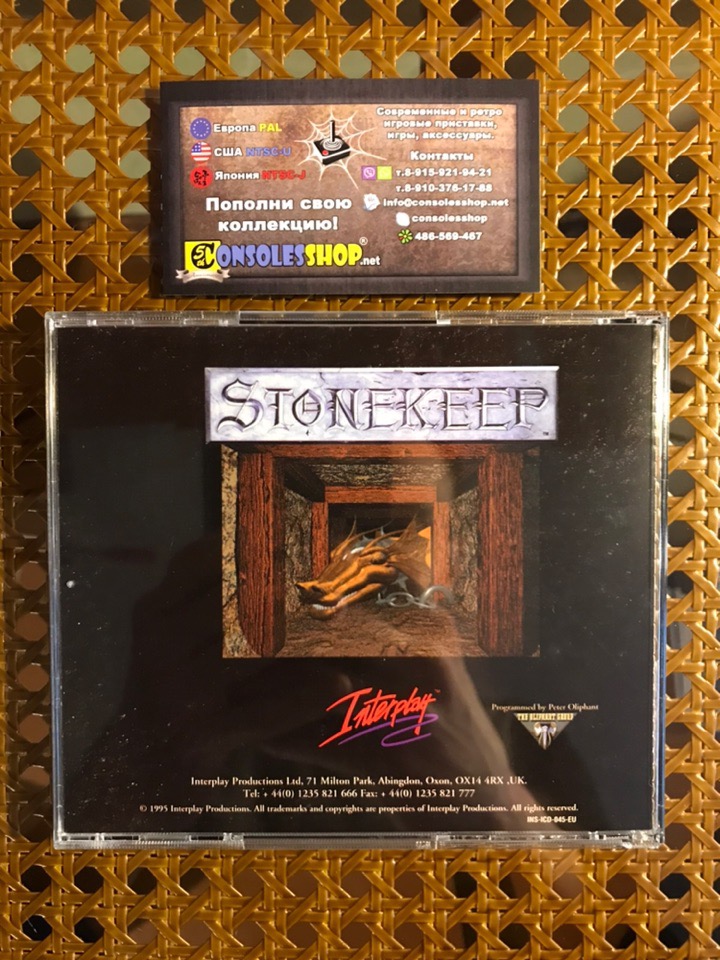 Европа PAL
США NTSC-U
Япония NTSC-J
Пополни свою
коллекцию!
CONSOLESSHOP®.net
Современные и ретро
игровые приставки,
игры, аксессуары.
Контакты
т.8-915-921-94-21
т.8-910-376-17-88
info@consolesshop.net
consolesshop
486-569-467
STONEKEEP™
Interplay™
Programmed by Peter Oliphant
THE OLIPHANT GROUP
Interplay Productions Ltd, 71 Milton Park, Abingdon, Oxon, OX14 4RX ,UK.
Tel: + 44(0) 1235 821 666 Fax: + 44(0) 1235 821 777
© 1995 Interplay Productions. All trademarks and copyrights are properties of Interplay Productions. All rights reserved.
INS-ICD-045-EU